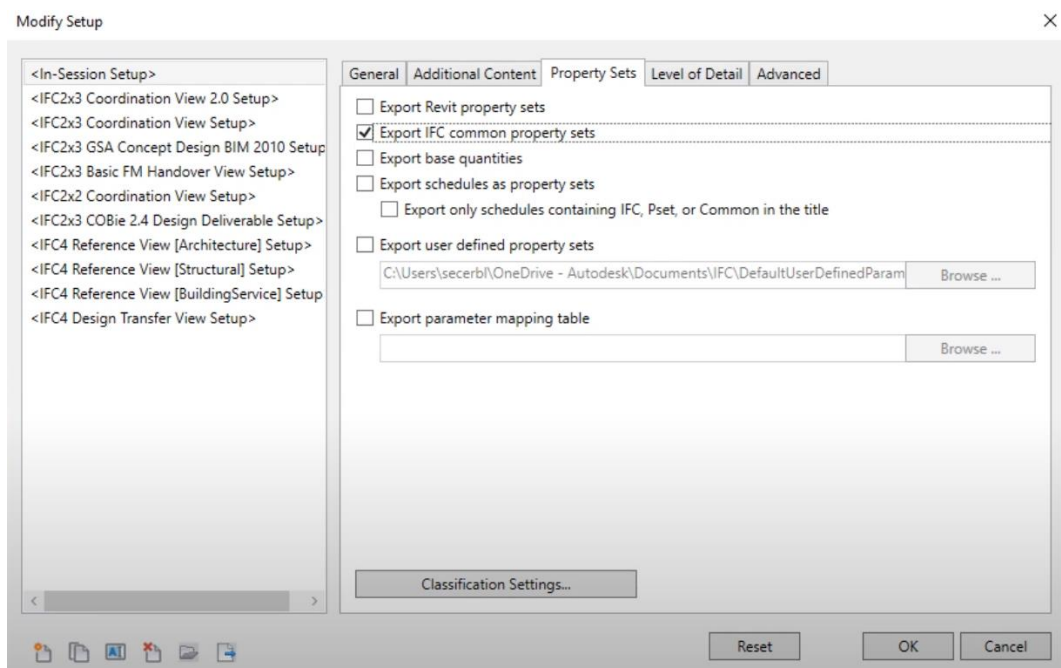 Modify Setup
<In-Session Setup>
<IFC2x3 Coordination View 2.0 Setup>
<IFC2x3 Coordination View Setup>
<IFC2x3 GSA Concept Design BIM 2010 Setup
<IFC2x3 Basic FM Handover View Setup>
<IFC2x2 Coordination View Setup>
<IFC2x3 COBie 2.4 Design Deliverable Setup>
<IFC4 Reference View [Architecture] Setup>
<IFC4 Reference View [Structural] Setup>
<IFC4 Reference View [BuildingService] Setup
<IFC4 Design Transfer View Setup>
General Additional Content Property Sets Level of Detail Advanced
Export Revit property sets
Export IFC common property sets
Export base quantities
Export schedules as property sets
Export only schedules containing IFC, Pset, or Common in the title
Export user defined property sets
C:\Users\secerbl\OneDrive - Autodesk\Documents\IFC\DefaultUserDefinedParam Browse ...
Export parameter mapping table
Browse ...
Classification Settings...
AI
Reset OK Cancel